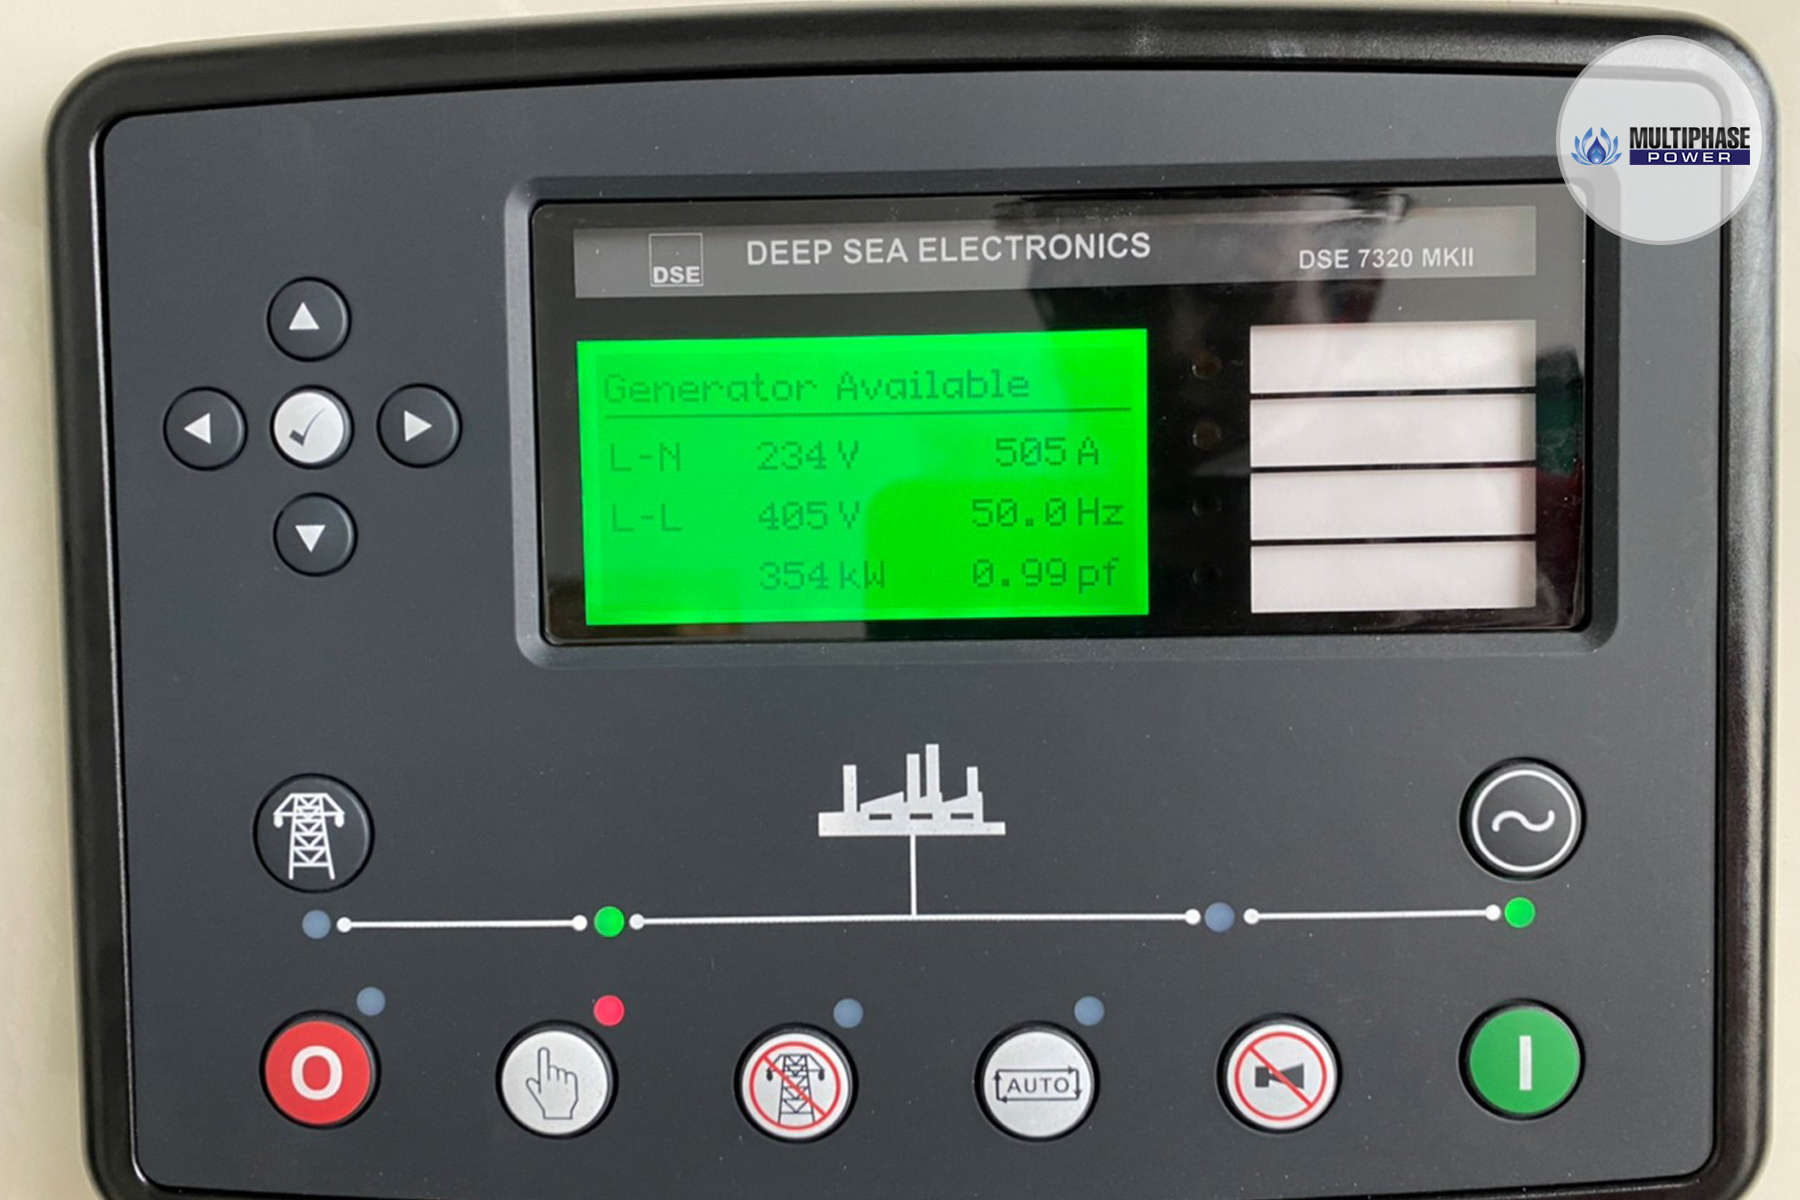 MULTIPHASE
POWER
DSE
DEEP SEA ELECTRONICS
DSE 7320 MKII
Generator Available
L-N 234 V 505 A
L-L 405 V 50.0 Hz
354 kW 0.99 pf
O
AUTO
I